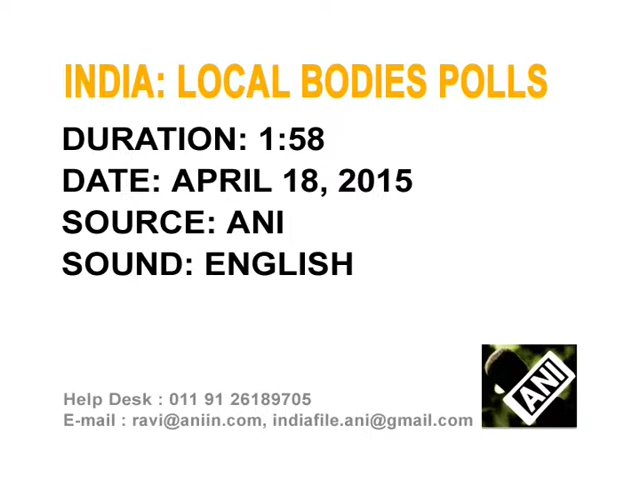 INDIA: LOCAL BODIES POLLS
DURATION: 1:58
DATE: APRIL 18, 2015
SOURCE: ANI
SOUND: ENGLISH
Help Desk : 011 91 26189705
E-mail : ravi@aniin.com, indiafile.ani@gmail.com
ANI